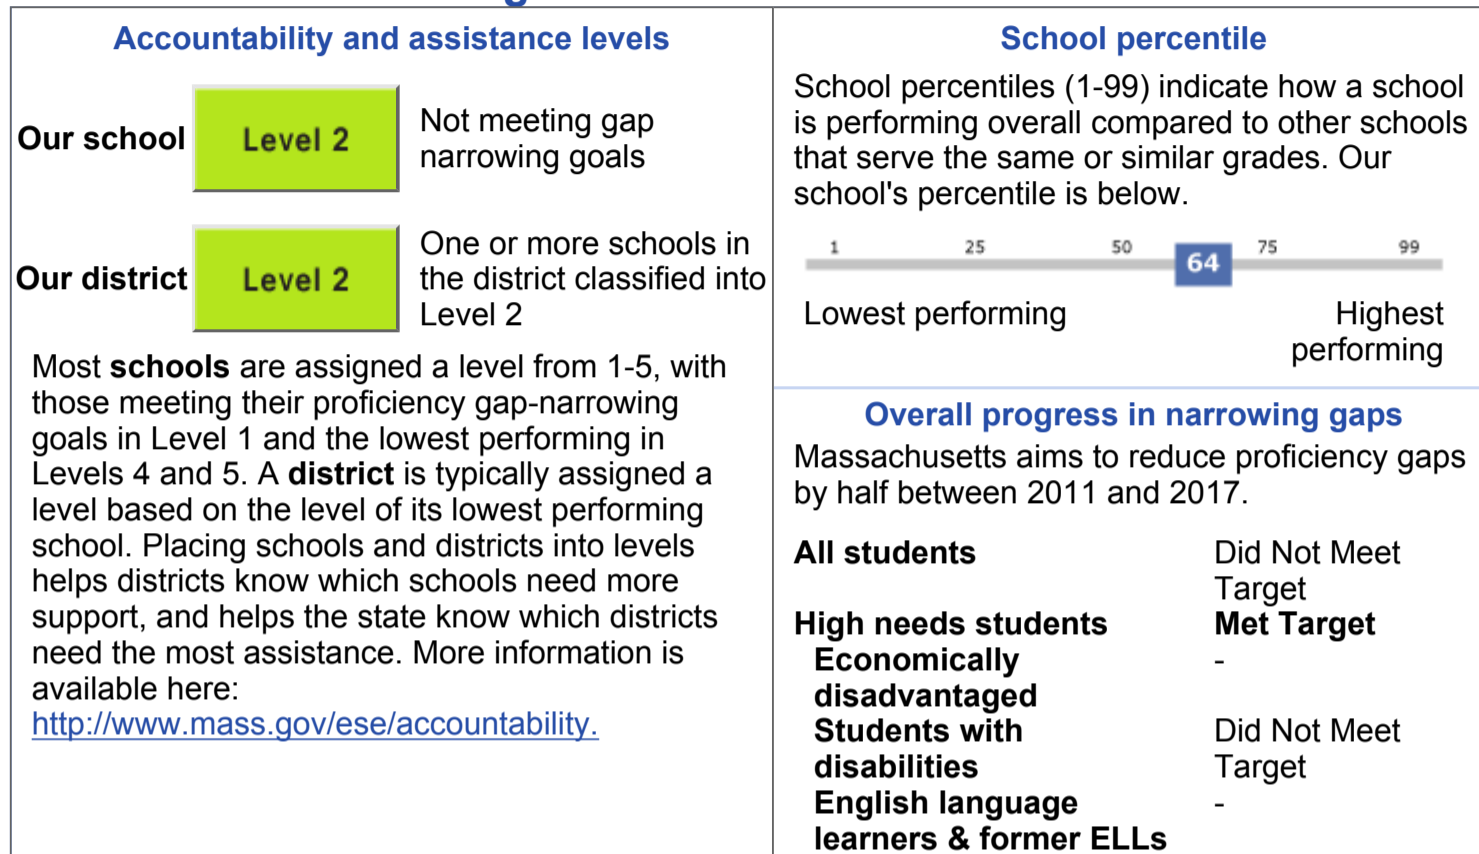 Accountability and assistance levels
Our school
Level 2
Not meeting gap
narrowing goals
Our district
Level 2
One or more schools in
the district classified into
Level 2
Most schools are assigned a level from 1-5, with
those meeting their proficiency gap-narrowing
goals in Level 1 and the lowest performing in
Levels 4 and 5. A district is typically assigned a
level based on the level of its lowest performing
school. Placing schools and districts into levels
helps districts know which schools need more
support, and helps the state know which districts
need the most assistance. More information is
available here:
http://www.mass.gov/ese/accountability.
School percentile
School percentiles (1-99) indicate how a school
is performing overall compared to other schools
that serve the same or similar grades. Our
school's percentile is below.
1 25 50 64 75 99
Lowest performing
Highest
performing
Overall progress in narrowing gaps
Massachusetts aims to reduce proficiency gaps
by half between 2011 and 2017.
All students
Did Not Meet
Target
High needs students
Met Target
Economically
disadvantaged
-
Students with
disabilities
Did Not Meet
Target
English language
learners & former ELLs
-